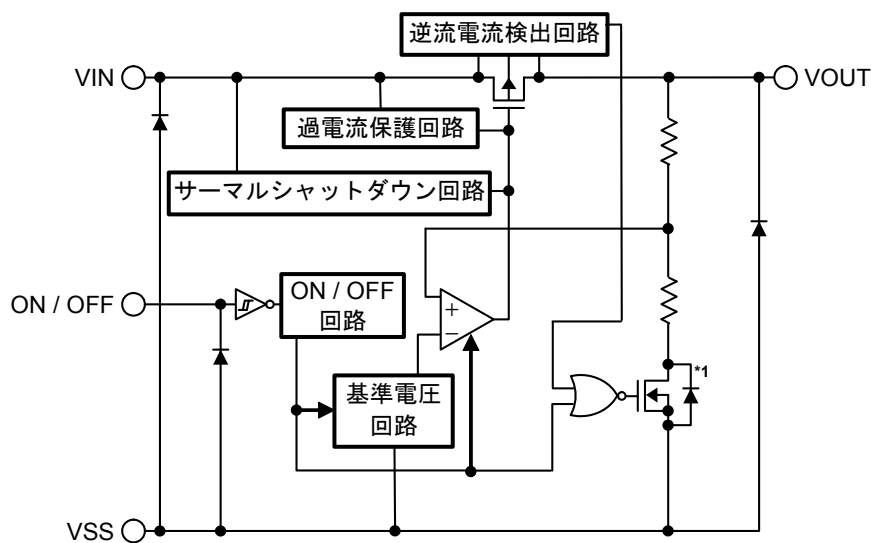 逆流電流検出回路
VIN
VOUT
過電流保護回路
サーマルシャットダウン回路
ON / OFF
ON / OFF
回路
+
−
*1
基準電圧
回路
VSS